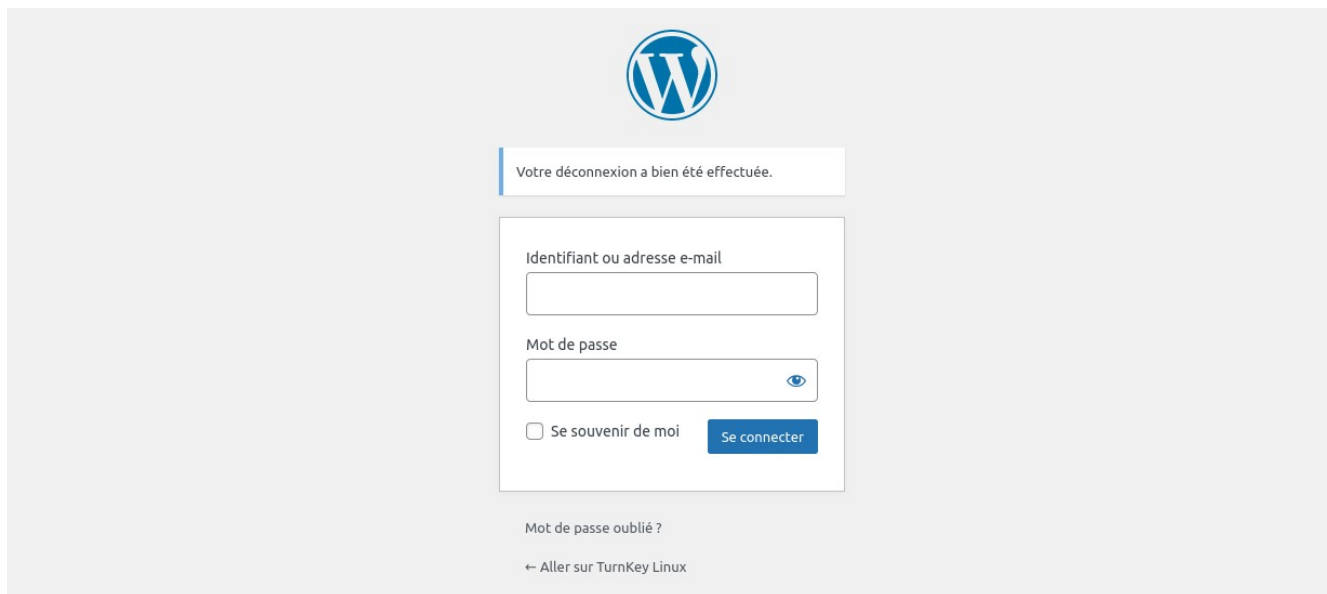 Votre déconnexion a bien été effectuée.
Identifiant ou adresse e-mail
Mot de passe
Se souvenir de moi
Se connecter
Mot de passe oublié ?
← Aller sur TurnKey Linux